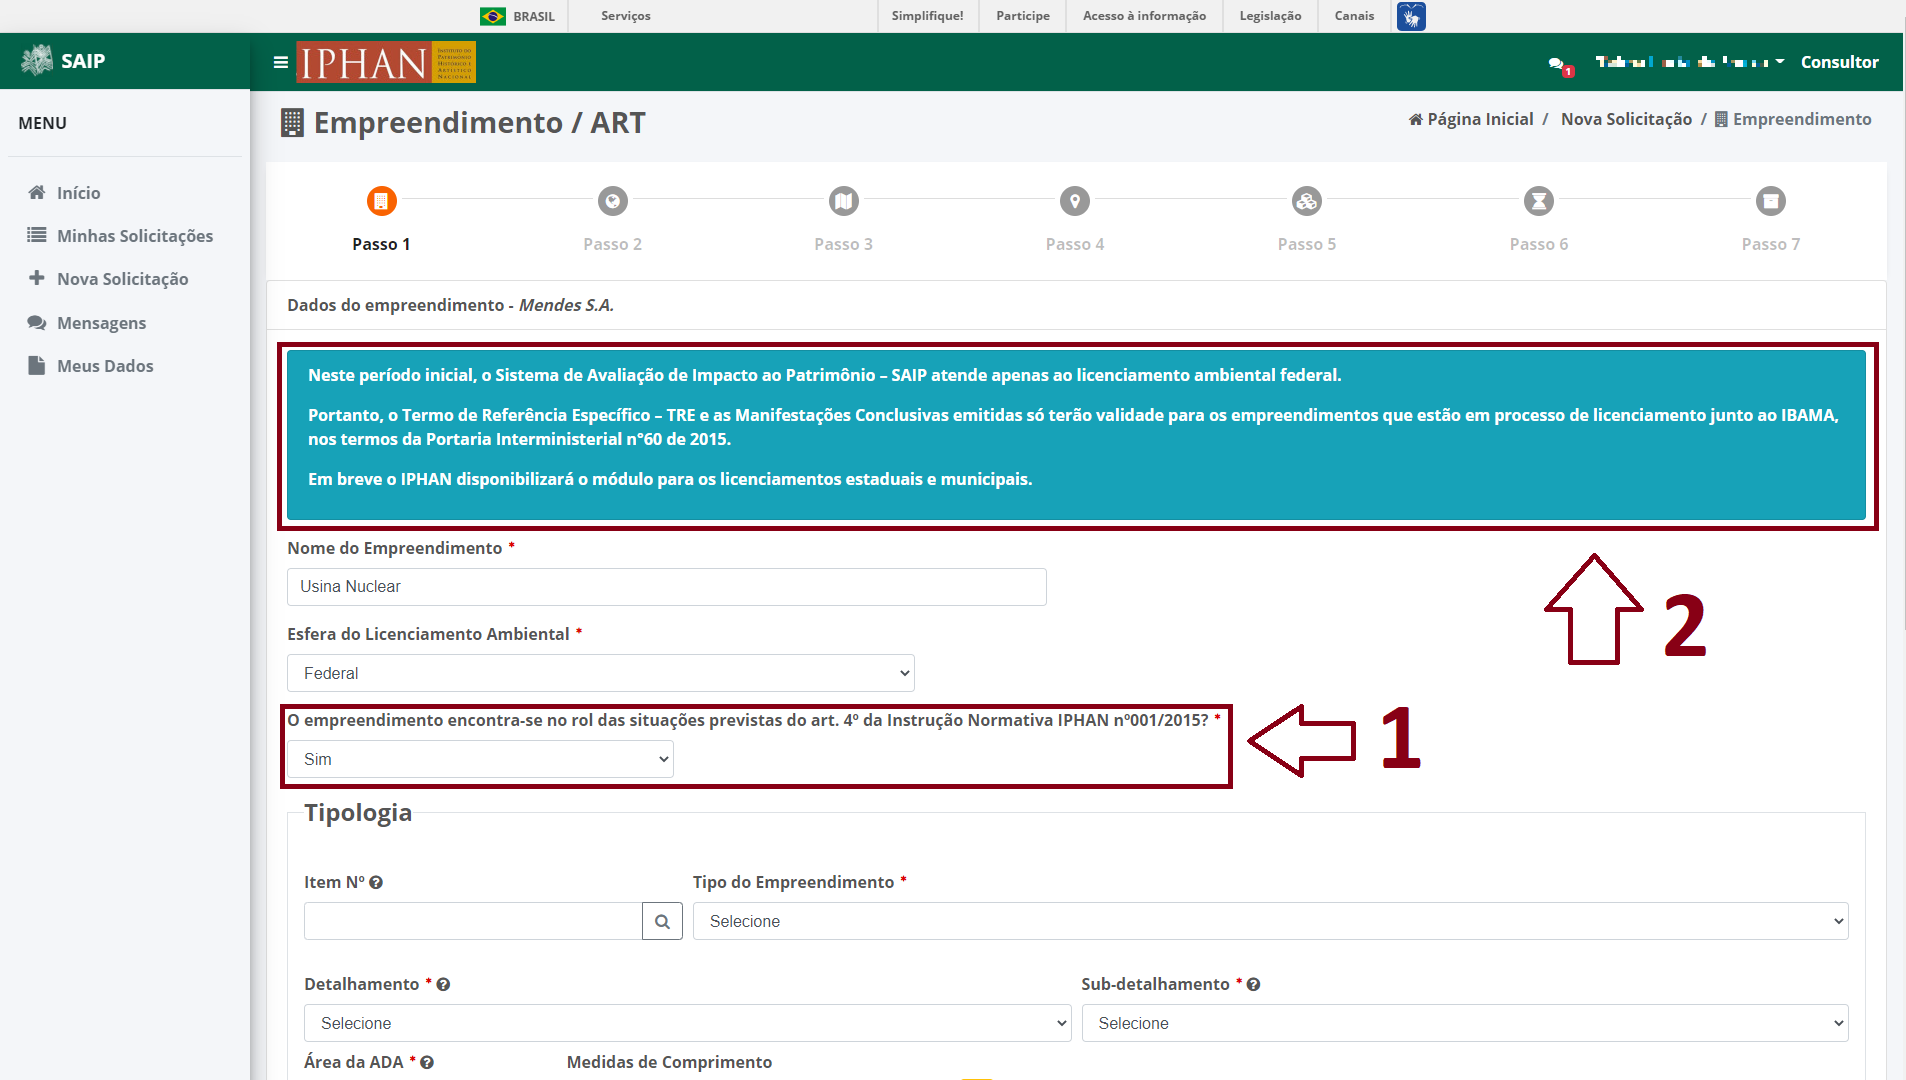 BRASIL
Serviços
Simplifique!
Participe
Acesso à informação
Legislação
Canais
SAIP
IPHAN
INSTITUTO DO
PATRIMÔNIO
HISTÓRICO E
ARTÍSTICO
NACIONAL
1
Consultor
MENU
Início
Minhas Solicitações
Nova Solicitação
Mensagens
Meus Dados
Empreendimento / ART
Página Inicial / Nova Solicitação / Empreendimento
Passo 1
Passo 2
Passo 3
Passo 4
Passo 5
Passo 6
Passo 7
Dados do empreendimento - Mendes S.A.
Neste período inicial, o Sistema de Avaliação de Impacto ao Patrimônio – SAIP atende apenas ao licenciamento ambiental federal.
Portanto, o Termo de Referência Específico – TRE e as Manifestações Conclusivas emitidas só terão validade para os empreendimentos que estão em processo de licenciamento junto ao IBAMA,
nos termos da Portaria Interministerial n°60 de 2015.
Em breve o IPHAN disponibilizará o módulo para os licenciamentos estaduais e municipais.
2
Nome do Empreendimento *
Usina Nuclear
Esfera do Licenciamento Ambiental *
Federal
O empreendimento encontra-se no rol das situações previstas do art. 4º da Instrução Normativa IPHAN nº001/2015? *
Sim
1
Tipologia
Item Nº
Tipo do Empreendimento *
Selecione
Detalhamento *
Sub-detalhamento *
Selecione
Selecione
Área da ADA *
Medidas de Comprimento